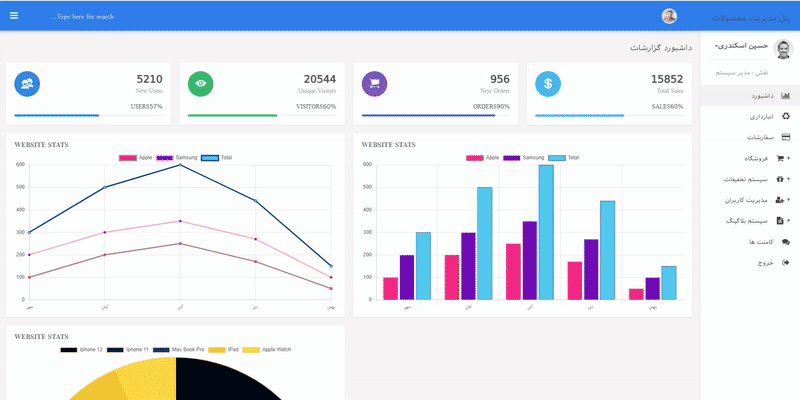 پنل مدیریت محصولات
Type here for search...
حسین اسکندری-
نقش : مدیر سیستم
داشبورد
انبارداری
سفارشات
فروشگاه +
سیستم تخفیفات +
مدیریت کاربران +
سیستم بلاگینگ +
کامنت ها
خروج
داشبورد گزارشات
5210
New Users
USERS57%
20544
Unique Visitors
VISITORS60%
956
New Orders
ORDERS90%
15852
Total Sales
SALES60%
WEBSITE STATS
Apple Samsung Total
600
500
400
300
200
100
0
آبان
دی
بهمن
WEBSITE STATS
Apple Samsung Total
600
500
400
300
200
100
0
آبان
دی
بهمن
WEBSITE STATS
Iphone 12 Iphone 11 Mac Book Pro iPad Apple Watch